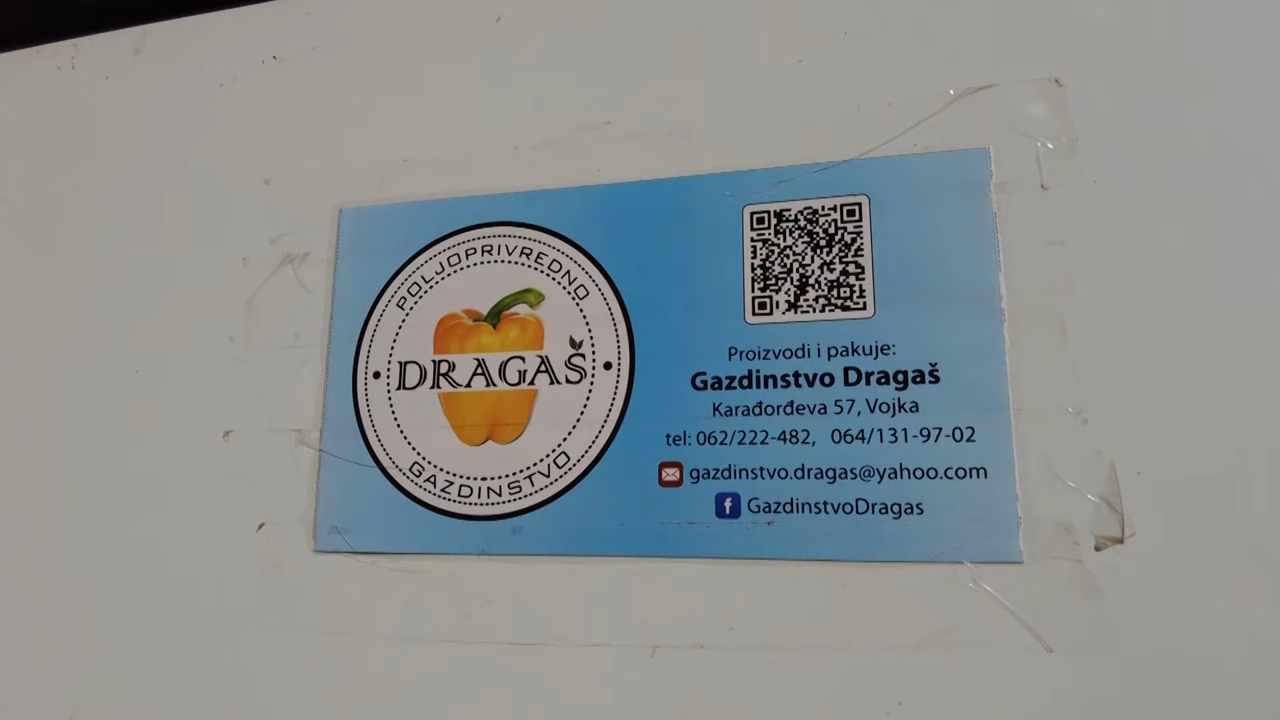 POLJOPRIVREDNO
DRAGAŠ
GAZDINSTVO
Proizvodi i pakuje:
Gazdinstvo Dragaš
Karađorđeva 57, Vojka
tel: 062/222-482, 064/131-97-02
gazdinstvo.dragas@yahoo.com
f GazdinstvoDragas